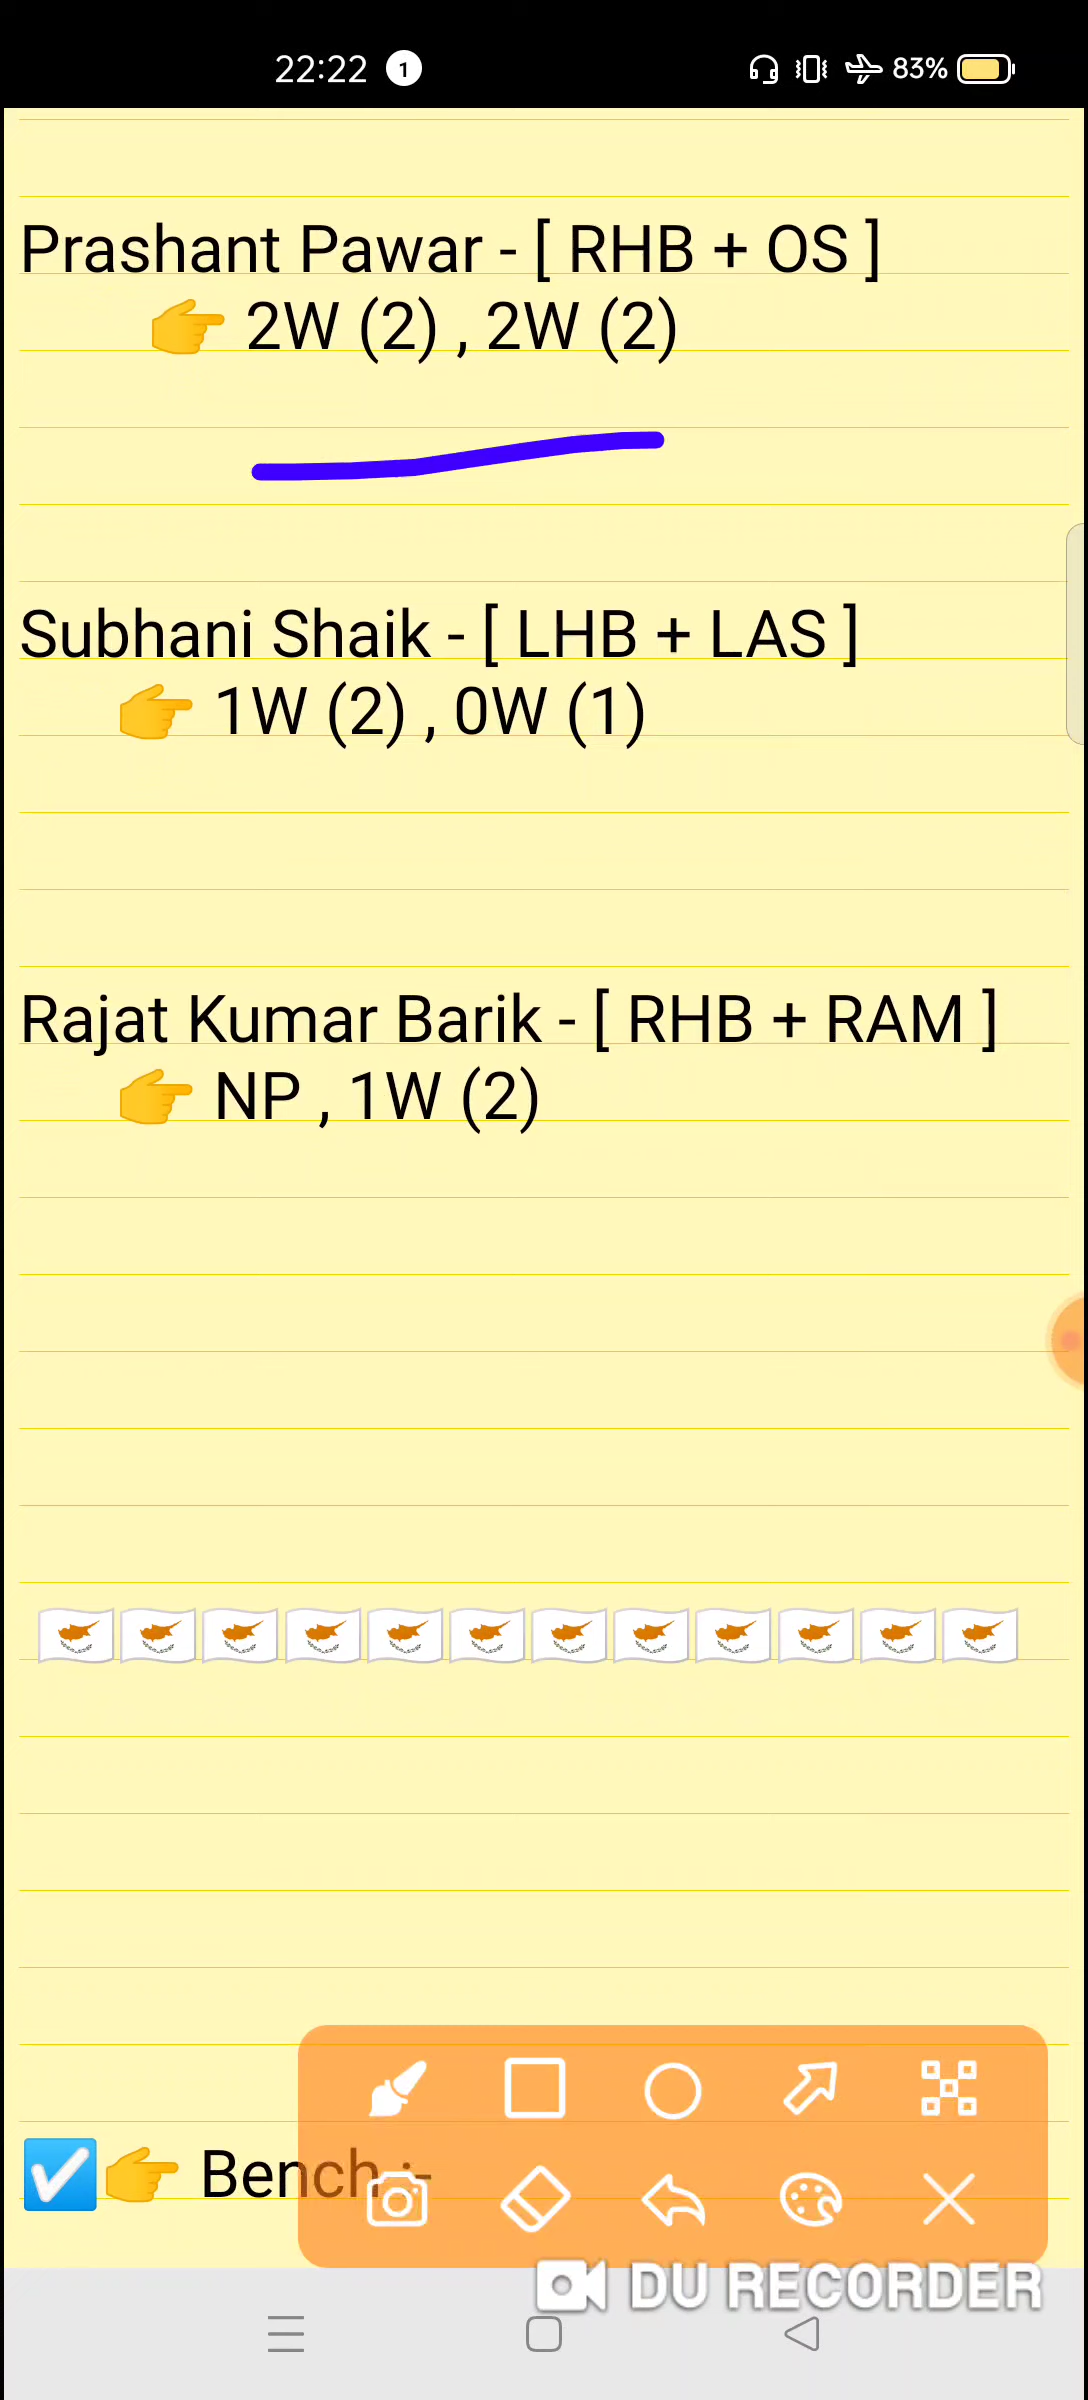 22:22 1 83%
Prashant Pawar - [ RHB + OS ]
👉 2W (2) , 2W (2)
Subhani Shaik - [ LHB + LAS ]
👉 1W (2) , 0W (1)
Rajat Kumar Barik - [ RHB + RAM ]
👉 NP , 1W (2)
🇨🇾🇨🇾🇨🇾🇨🇾🇨🇾🇨🇾🇨🇾🇨🇾🇨🇾🇨🇾🇨🇾🇨🇾
☑️👉 Bench :-
DU RECORDER